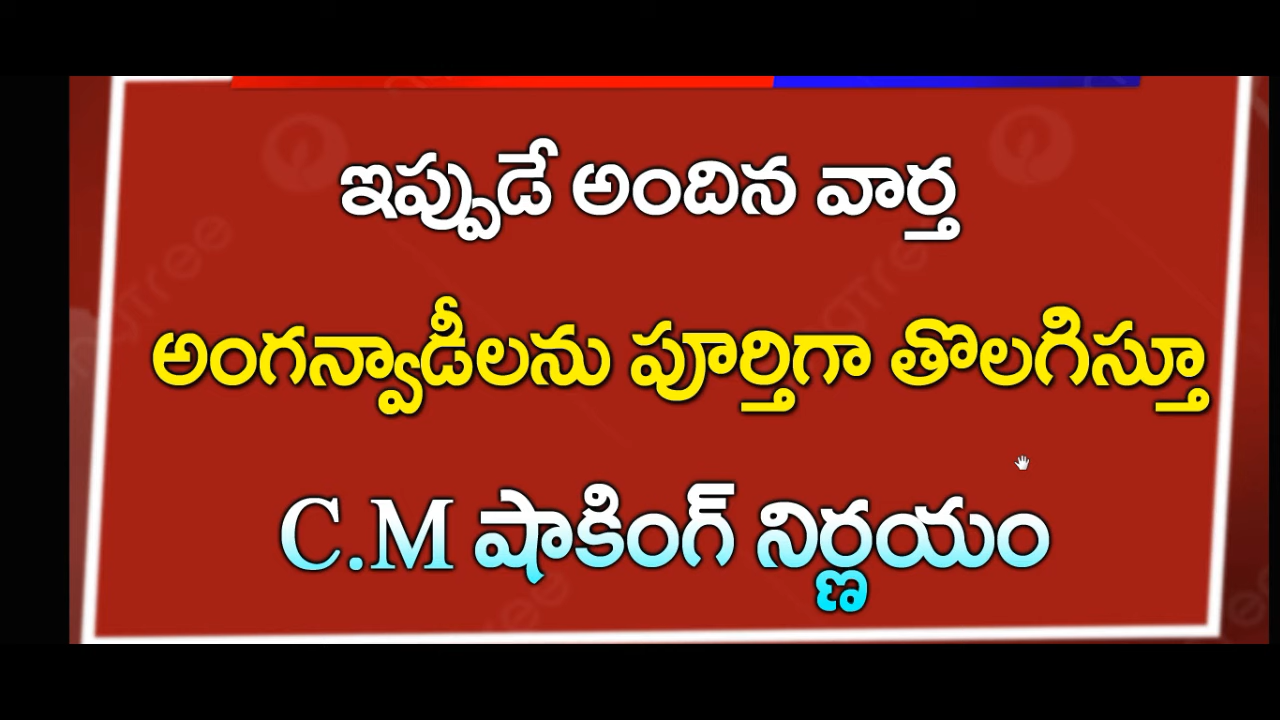 ఇప్పుడే అందిన వార్త
అంగన్వాడీలను పూర్తిగా తొలగిస్తూ
C.M షాకింగ్ నిర్ణయం